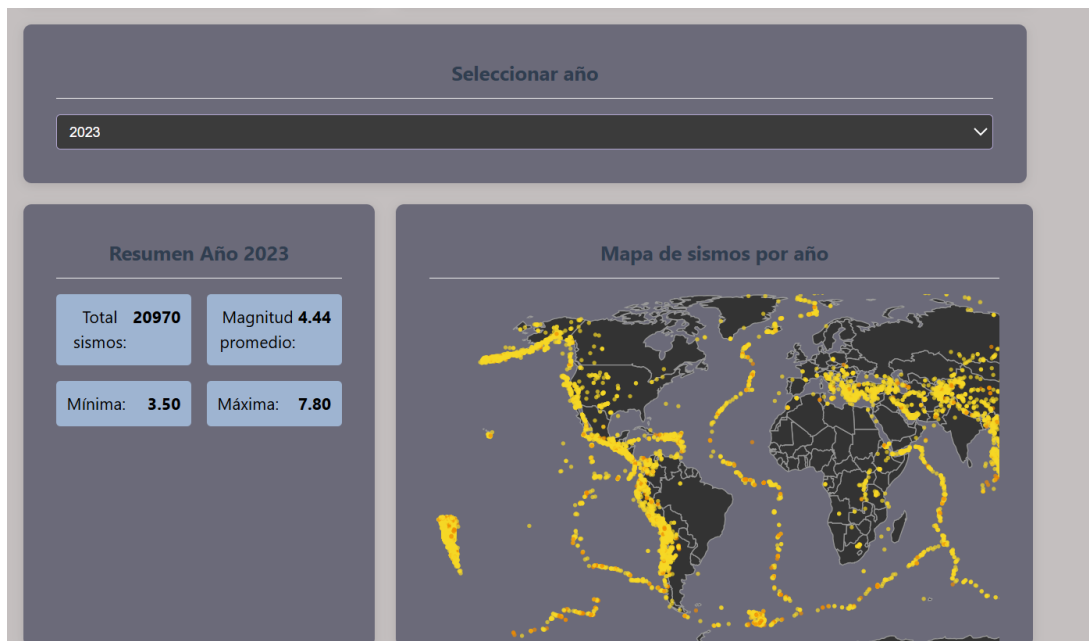 Seleccionar año
2023
Resumen Año 2023
Total 20970
sismos:
Magnitud 4.44
promedio:
Mínima: 3.50
Máxima: 7.80
Mapa de sismos por año